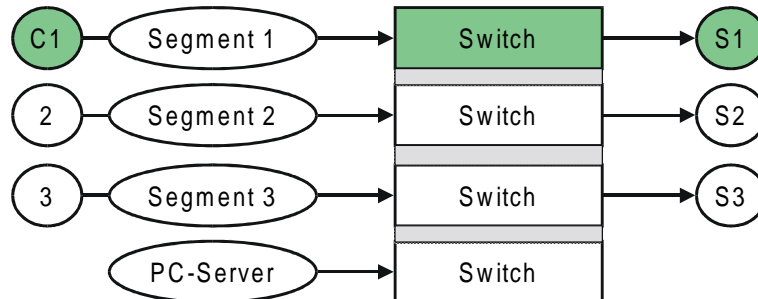 C1 Segment 1 Switch S1
2 Segment 2 Switch S2
3 Segment 3 Switch S3
PC-Server Switch